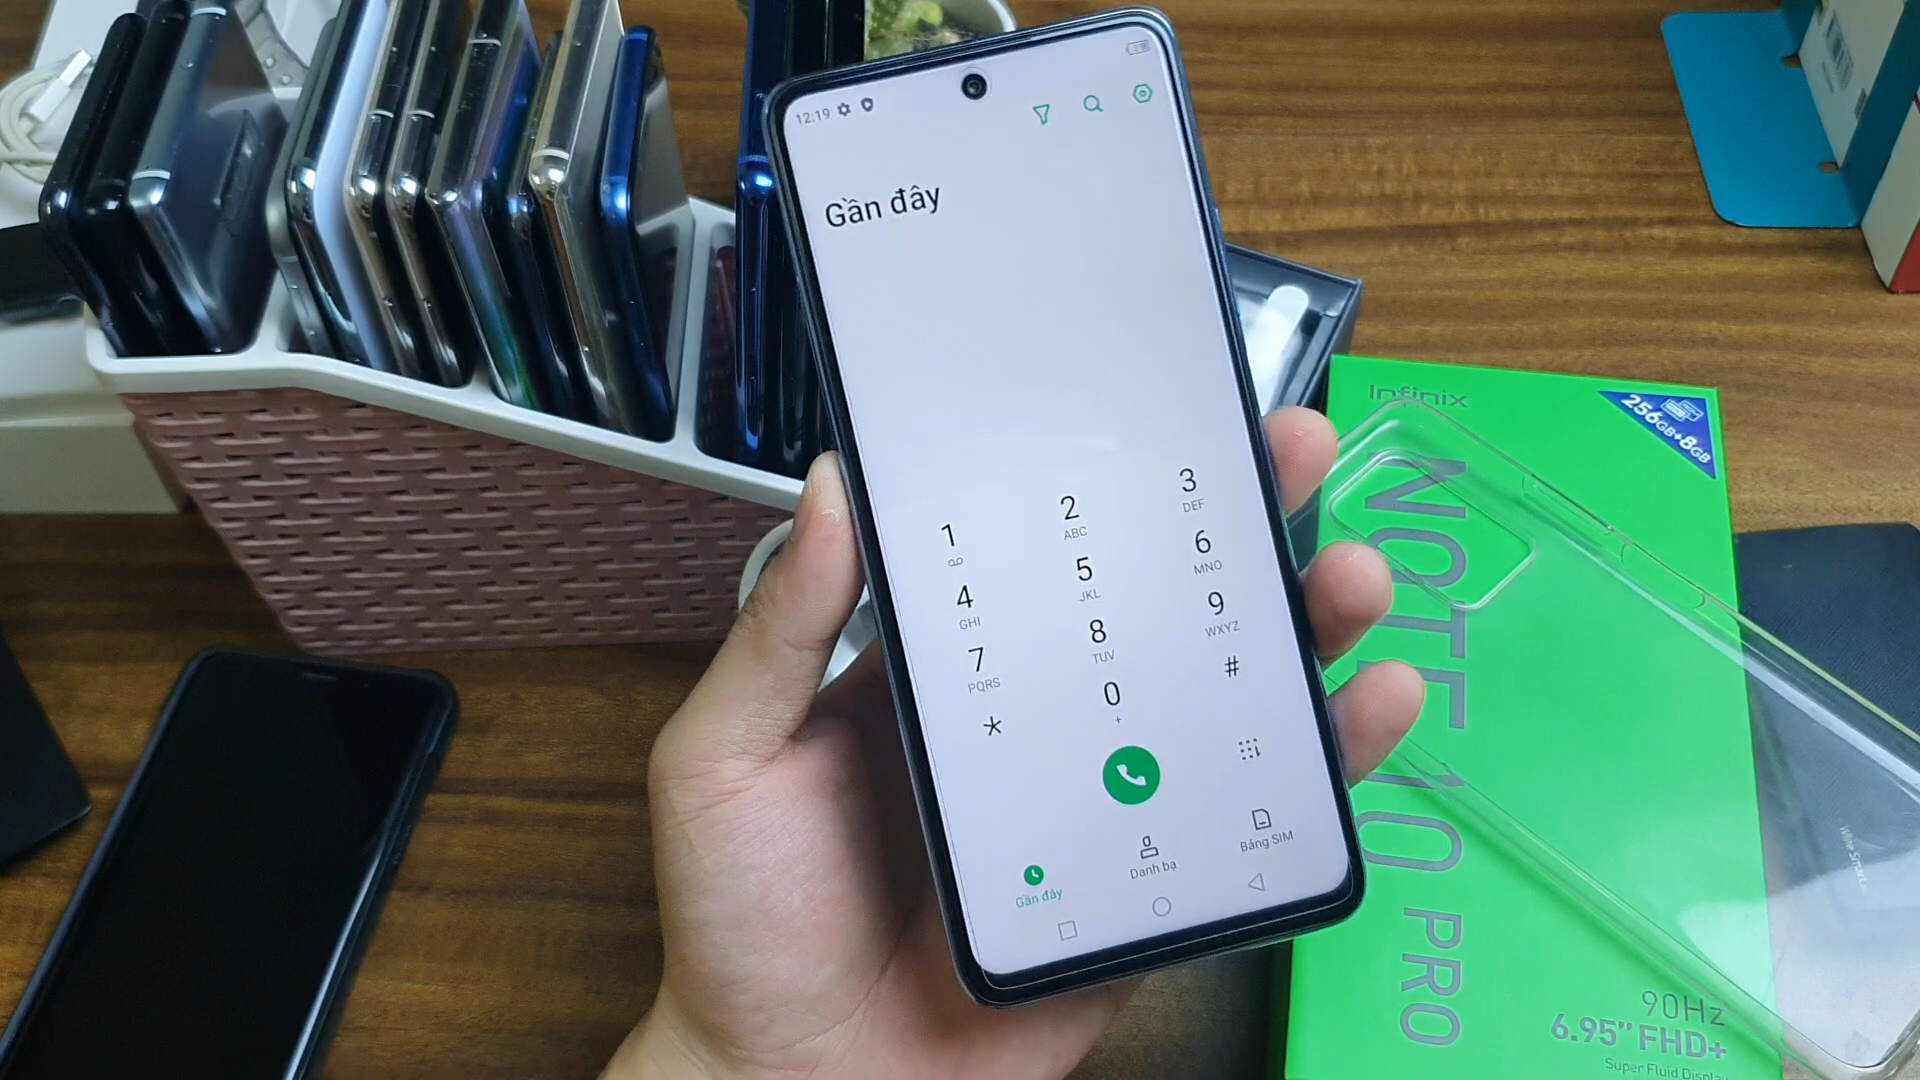 12:19
Gần đây
1
2
ABC
3
DEF
4
GHI
5
JKL
6
MNO
7
PQRS
8
TUV
9
WXYZ
*
0
+
#
Gần đây
Danh bạ
Bảng SIM
Infinix
256GB+8GB
NOTE 10 PRO
90Hz
6.95" FHD+
Super Fluid Display